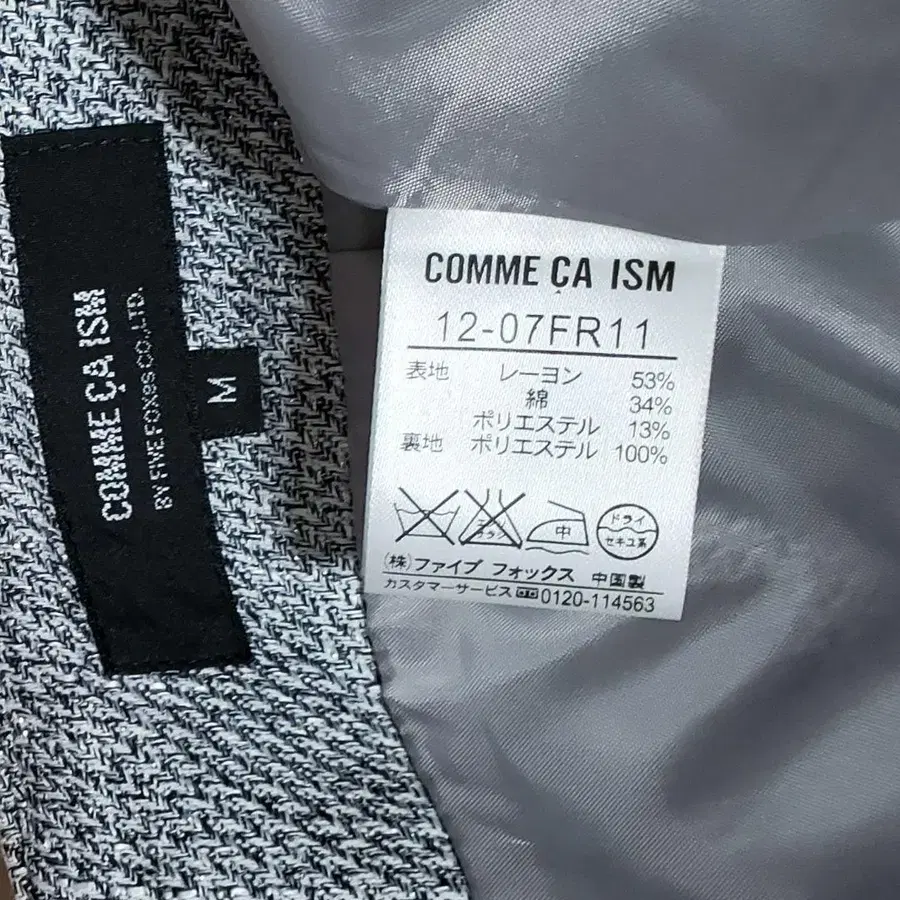 COMME ÇA ISM
BY FIVE FOXes CO.,LTD.
M
COMME ÇA ISM
12-07FR11
表地 レーヨン 53%
綿 34%
ポリエステル 13%
裏地 ポリエステル 100%
中
ドライ
セキユ系
(株)ファイブ フォックス 中国製
カスタマーサービス 0120-114563